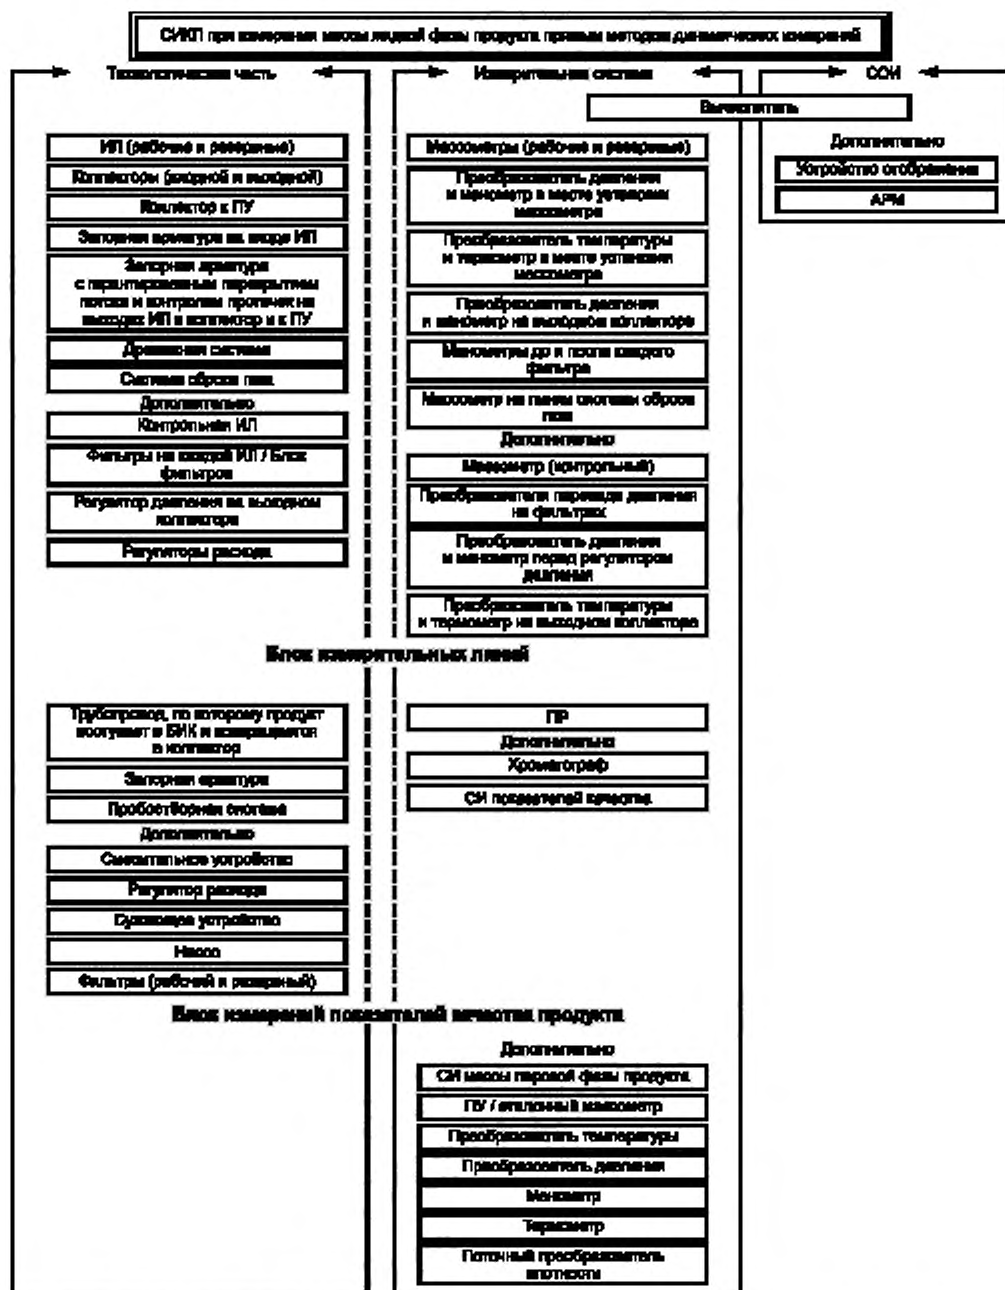 СИКП при измерении массы жидкой фазы продукта прямым методом динамических измерений
Технологическая часть
Измерительная система
СОИ
Вычислитель
ИЛ (рабочие и резервные)
Коллекторы (входной и выходной)
Коллектор к ПУ
Запорная арматура на входе ИЛ
Запорная арматура
с гарантированным перекрытием
потока и контролем протечек на
выходах ИЛ в коллектор и к ПУ
Дренажная система
Система сброса газа
Дополнительно
Контрольная ИЛ
Фильтры на каждой ИЛ / Блок
фильтров
Регулятор давления на выходном
коллекторе
Регуляторы расхода
Массомеры (рабочие и резервные)
Преобразователь давления
и манометр в месте установки
массомера
Преобразователь температуры
и термометр в месте установки
массомера
Преобразователь давления
и манометр на выходном коллекторе
Манометры до и после каждого
фильтра
Массомер на линии системы сброса
газа
Дополнительно
Массомер (контрольный)
Преобразователи перепада давления
на фильтрах
Преобразователь давления
и манометр перед регулятором
давления
Преобразователь температуры
и термометр на выходном коллекторе
Дополнительно
Устройство отображения
АРМ
Блок измерительных линий
Трубопровод, по которому продукт
поступает в БИК и возвращается
в коллектор
Запорная арматура
Пробоотборная система
Дополнительно
Смесительное устройство
Регулятор расхода
Сужающее устройство
Насос
Фильтры (рабочий и резервный)
ПР
Дополнительно
Хроматограф
СИ показателей качества
Блок измерений показателей качества продукта
Дополнительно
СИ массы паровой фазы продукта
ПУ / эталонный массомер
Преобразователь температуры
Преобразователь давления
Манометр
Термометр
Поточный преобразователь
плотности